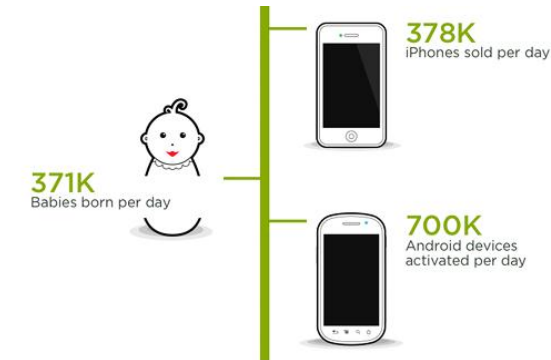 378K
iPhones sold per day
371K
Babies born per day
700K
Android devices
activated per day